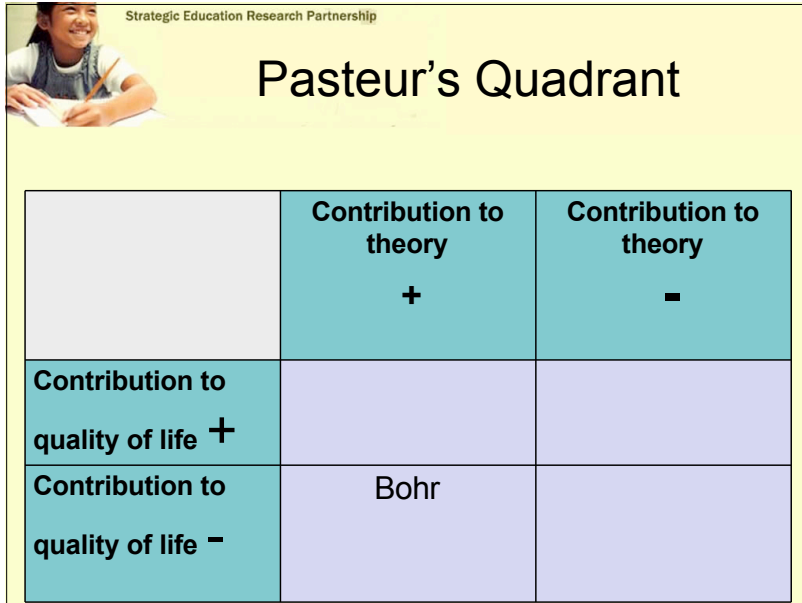 Strategic Education Research Partnership
Pasteur's Quadrant
Contribution to
theory
+
Contribution to
theory
-
Contribution to
quality of life +
Contribution to
quality of life -
Bohr